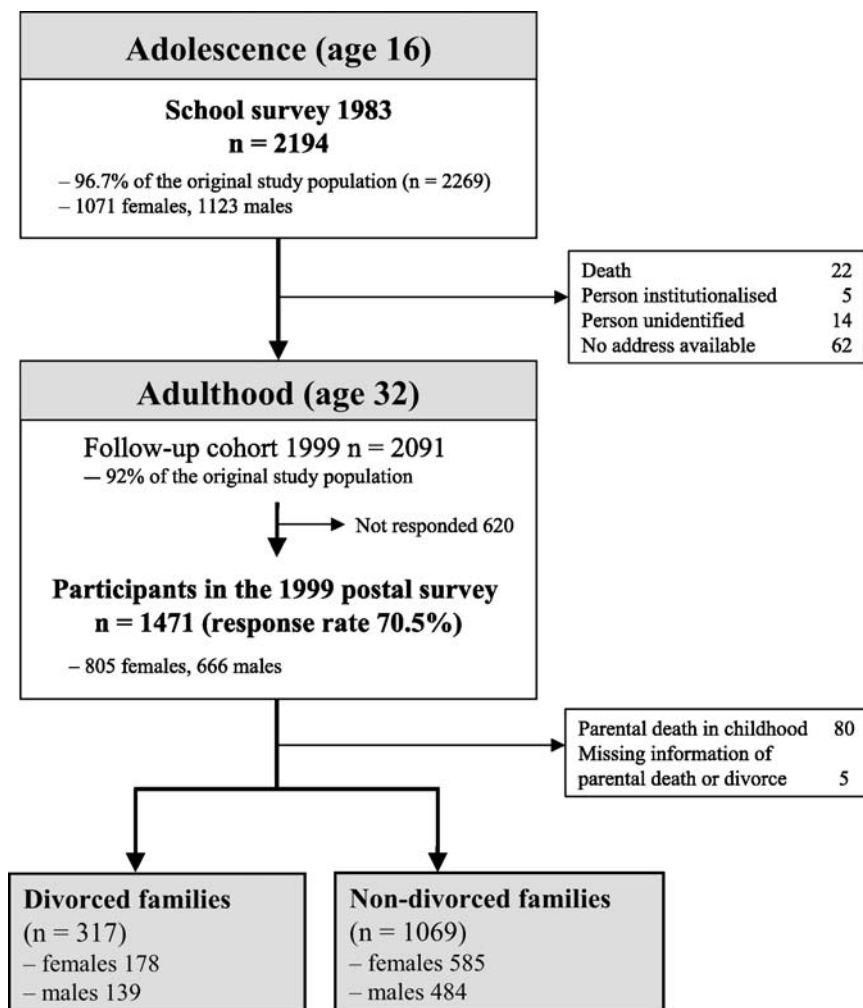 Adolescence (age 16)
School survey 1983
n = 2194
– 96.7% of the original study population (n = 2269)
– 1071 females, 1123 males
Death 22
Person institutionalised 5
Person unidentified 14
No address available 62
Adulthood (age 32)
Follow-up cohort 1999 n = 2091
— 92% of the original study population
Not responded 620
Participants in the 1999 postal survey
n = 1471 (response rate 70.5%)
– 805 females, 666 males
Parental death in childhood 80
Missing information of
parental death or divorce 5
Divorced families
(n = 317)
– females 178
– males 139
Non-divorced families
(n = 1069)
– females 585
– males 484